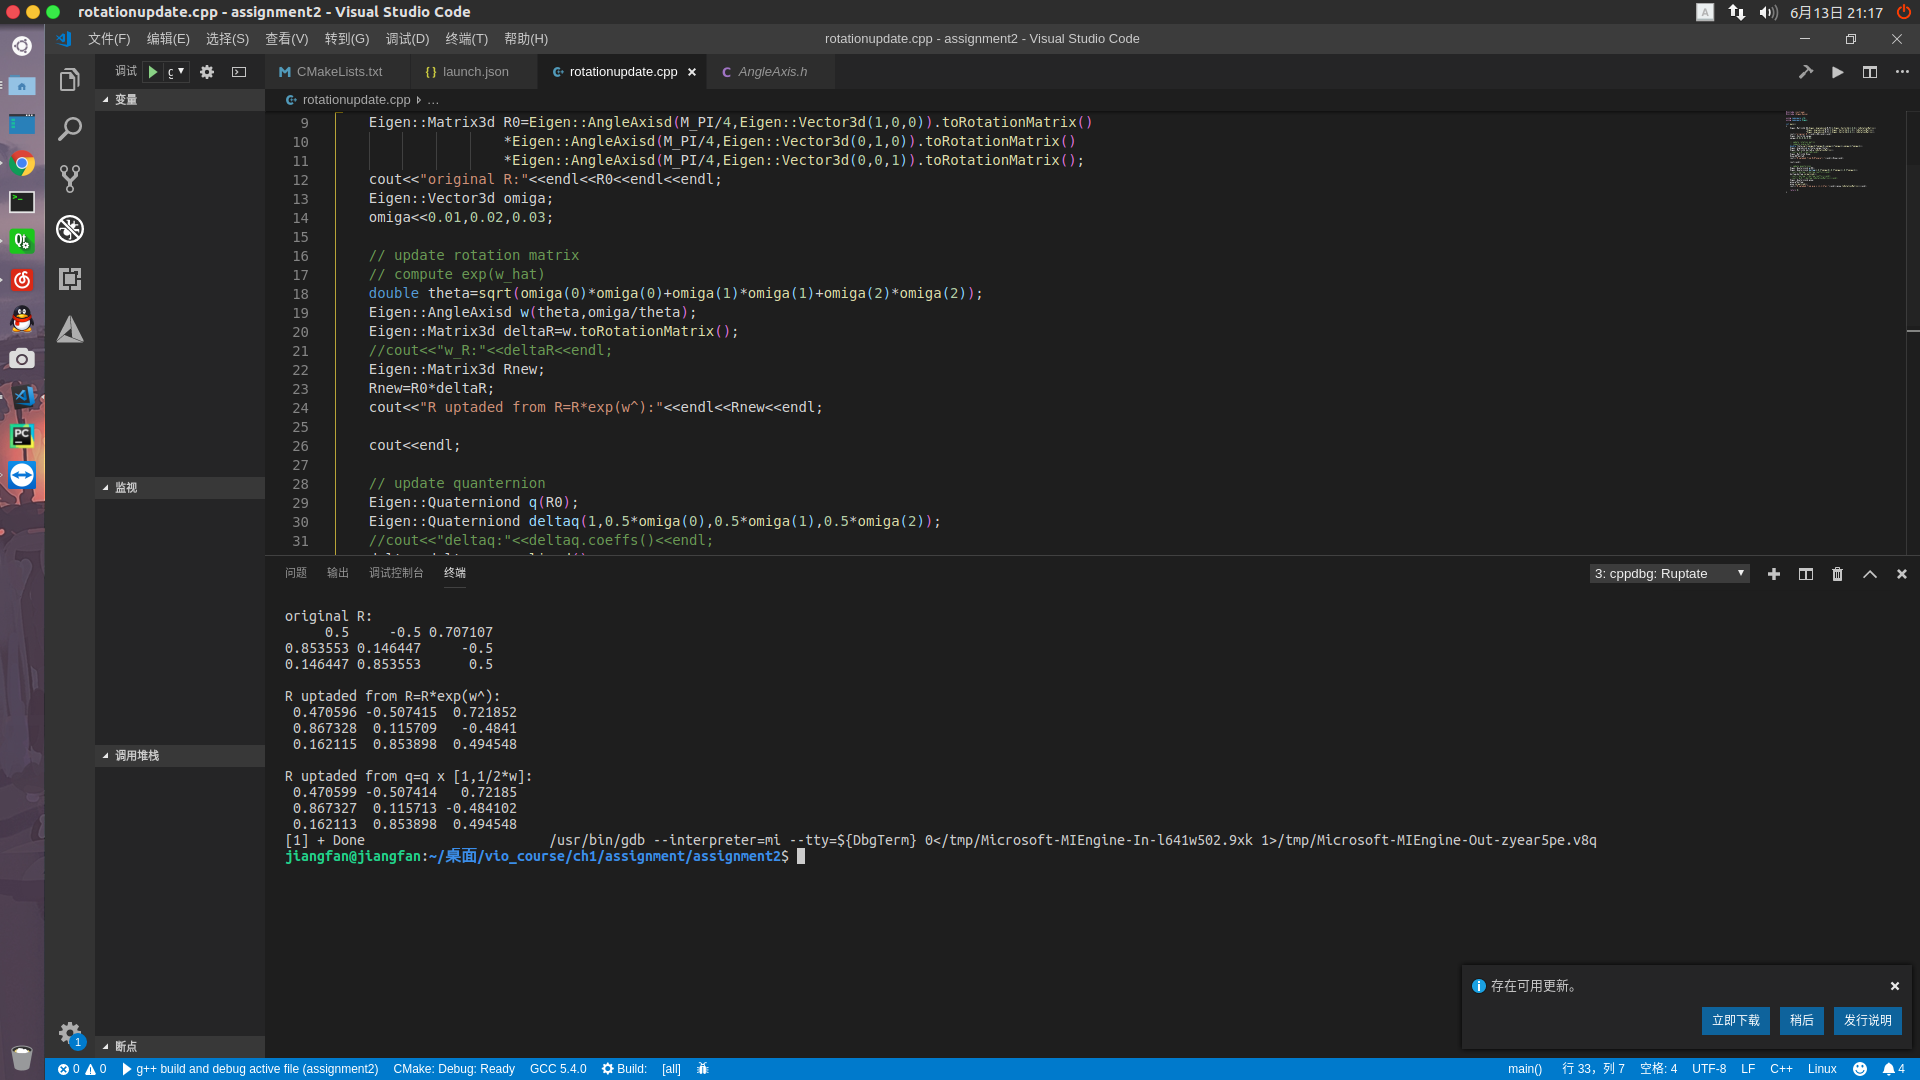 rotationupdate.cpp - assignment2 - Visual Studio Code
6月13日 21:17
文件(F) 编辑(E) 选择(S) 查看(V) 转到(G) 调试(D) 终端(T) 帮助(H)
rotationupdate.cpp - assignment2 - Visual Studio Code
调试
CMakeLists.txt
{ } launch.json
rotationupdate.cpp
AngleAxis.h
变量
rotationupdate.cpp › …
9 Eigen::Matrix3d R0=Eigen::AngleAxisd(M_PI/4,Eigen::Vector3d(1,0,0)).toRotationMatrix()
10 *Eigen::AngleAxisd(M_PI/4,Eigen::Vector3d(0,1,0)).toRotationMatrix()
11 *Eigen::AngleAxisd(M_PI/4,Eigen::Vector3d(0,0,1)).toRotationMatrix();
12 cout<<"original R:"<<endl<<R0<<endl<<endl;
13 Eigen::Vector3d omiga;
14 omiga<<0.01,0.02,0.03;
15
16 // update rotation matrix
17 // compute exp(w_hat)
18 double theta=sqrt(omiga(0)*omiga(0)+omiga(1)*omiga(1)+omiga(2)*omiga(2));
19 Eigen::AngleAxisd w(theta,omiga/theta);
20 Eigen::Matrix3d deltaR=w.toRotationMatrix();
21 //cout<<"w_R:"<<deltaR<<endl;
22 Eigen::Matrix3d Rnew;
23 Rnew=R0*deltaR;
24 cout<<"R uptaded from R=R*exp(w^):"<<endl<<Rnew<<endl;
25
26 cout<<endl;
27
28 // update quanternion
29 Eigen::Quaterniond q(R0);
30 Eigen::Quaterniond deltaq(1,0.5*omiga(0),0.5*omiga(1),0.5*omiga(2));
31 //cout<<"deltaq:"<<deltaq.coeffs()<<endl;
监视
调用堆栈
断点
问题 输出 调试控制台 终端
3: cppdbg: Ruptate
original R:
0.5 -0.5 0.707107
0.853553 0.146447 -0.5
0.146447 0.853553 0.5
R uptaded from R=R*exp(w^):
0.470596 -0.507415 0.721852
0.867328 0.115709 -0.4841
0.162115 0.853898 0.494548
R uptaded from q=q x [1,1/2*w]:
0.470599 -0.507414 0.72185
0.867327 0.115713 -0.484102
0.162113 0.853898 0.494548
[1] + Done /usr/bin/gdb --interpreter=mi --tty=${DbgTerm} 0</tmp/Microsoft-MIEngine-In-l641w502.9xk 1>/tmp/Microsoft-MIEngine-Out-zyear5pe.v8q
jiangfan@jiangfan:~/桌面/vio_course/ch1/assignment/assignment2$
存在可用更新。
立即下载 稍后 发行说明
1
0 0 g++ build and debug active file (assignment2) CMake: Debug: Ready GCC 5.4.0 Build: [all]
main() 行 33，列 7 空格: 4 UTF-8 LF C++ Linux 4